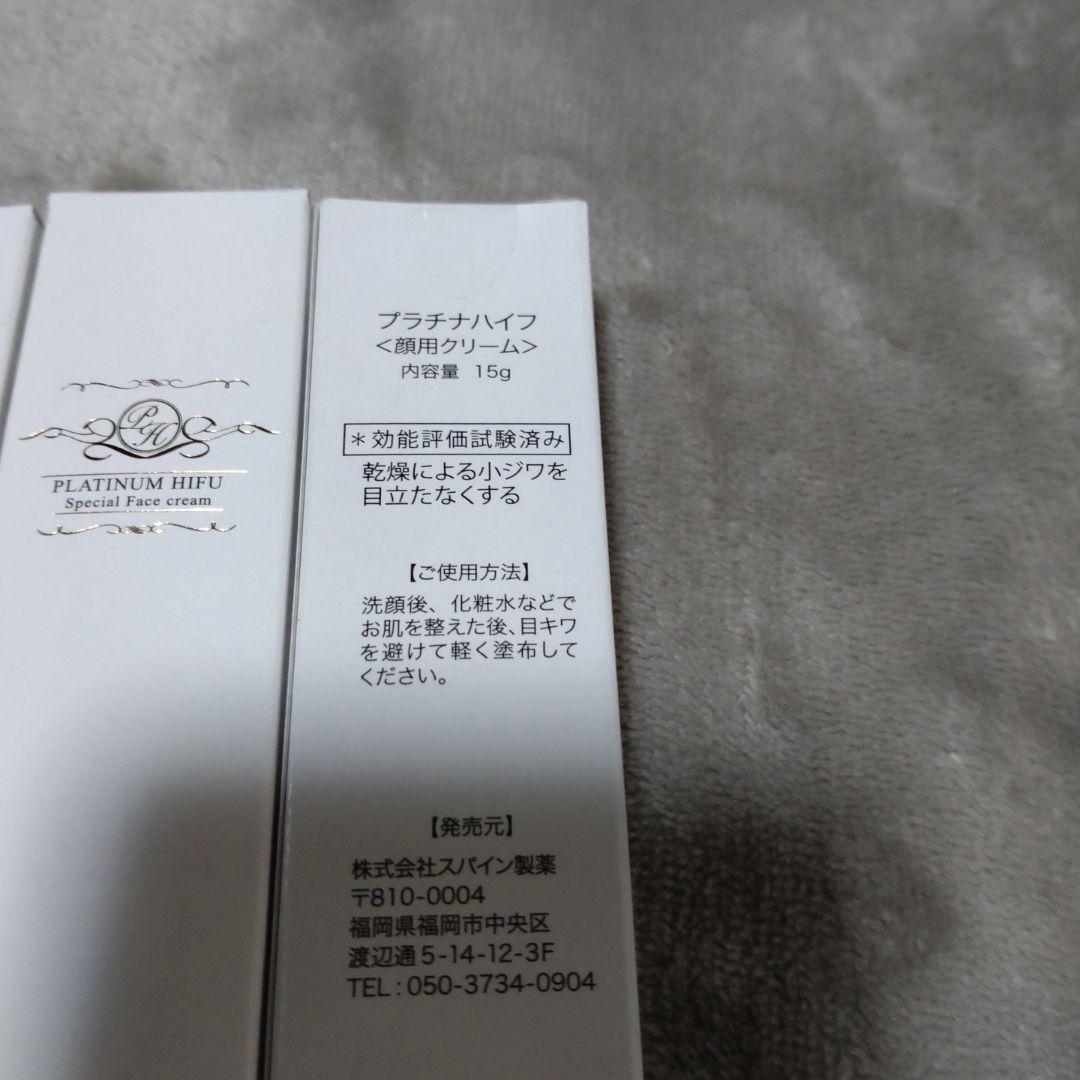 PH
PLATINUM HIFU
Special Face cream
プラチナハイフ
<顔用クリーム>
内容量 15g
*効能評価試験済み
乾燥による小ジワを
目立たなくする
【ご使用方法】
洗顔後、化粧水などで
お肌を整えた後、目キワ
を避けて軽く塗布して
ください。
【発売元】
株式会社スパイン製薬
〒810-0004
福岡県福岡市中央区
渡辺通5-14-12-3F
TEL:050-3734-0904